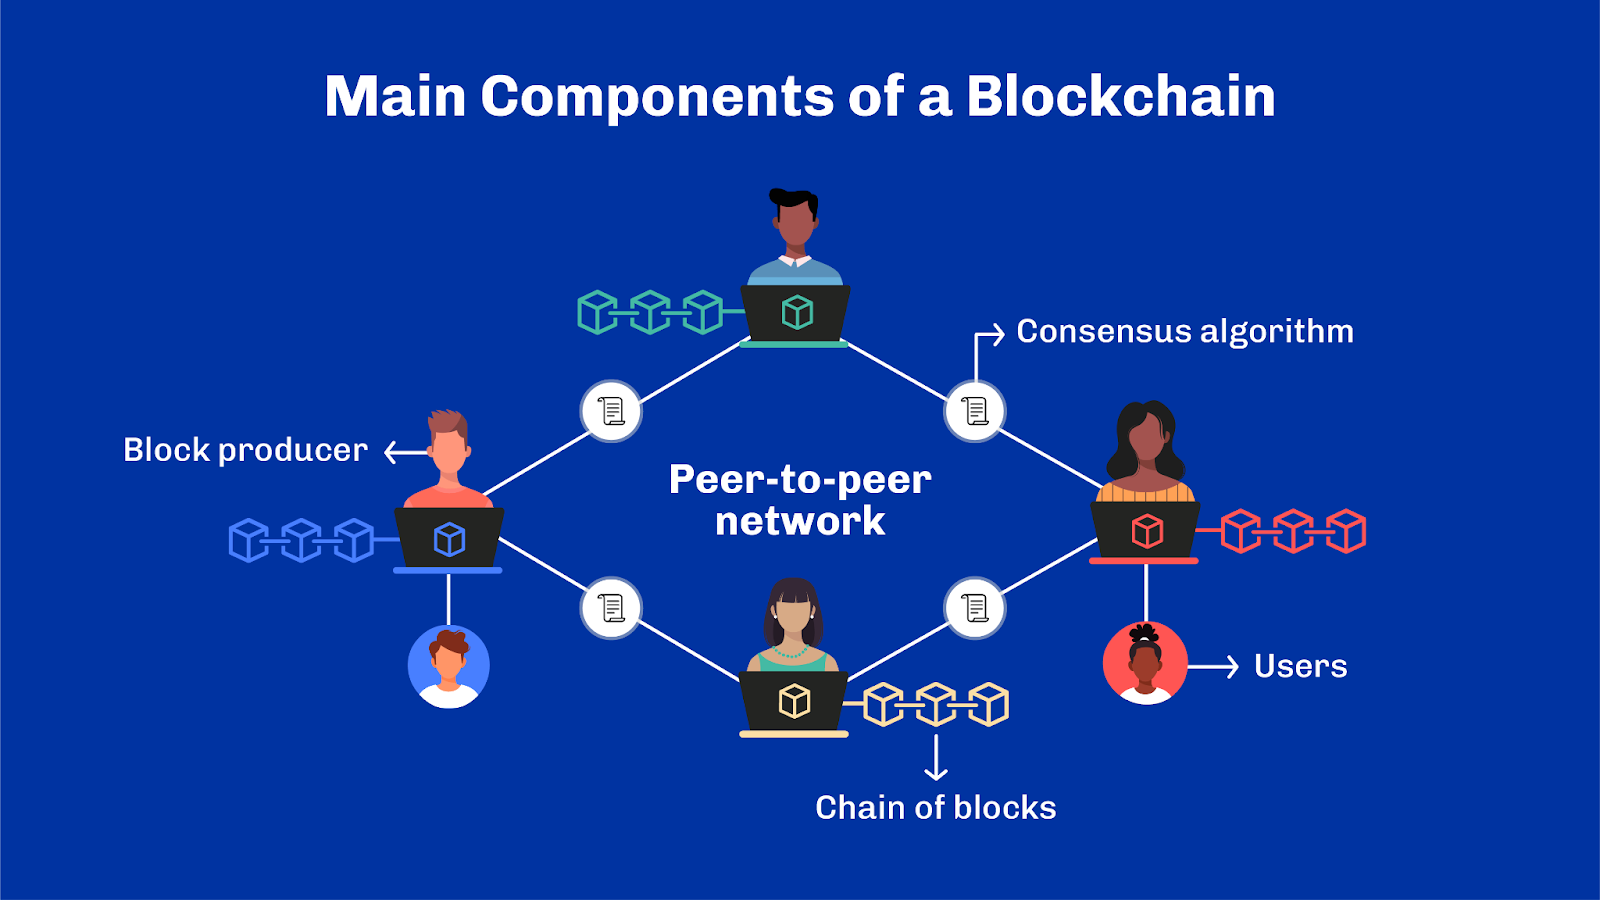 Main Components of a Blockchain
Consensus algorithm
Block producer
Peer-to-peer
network
Users
Chain of blocks